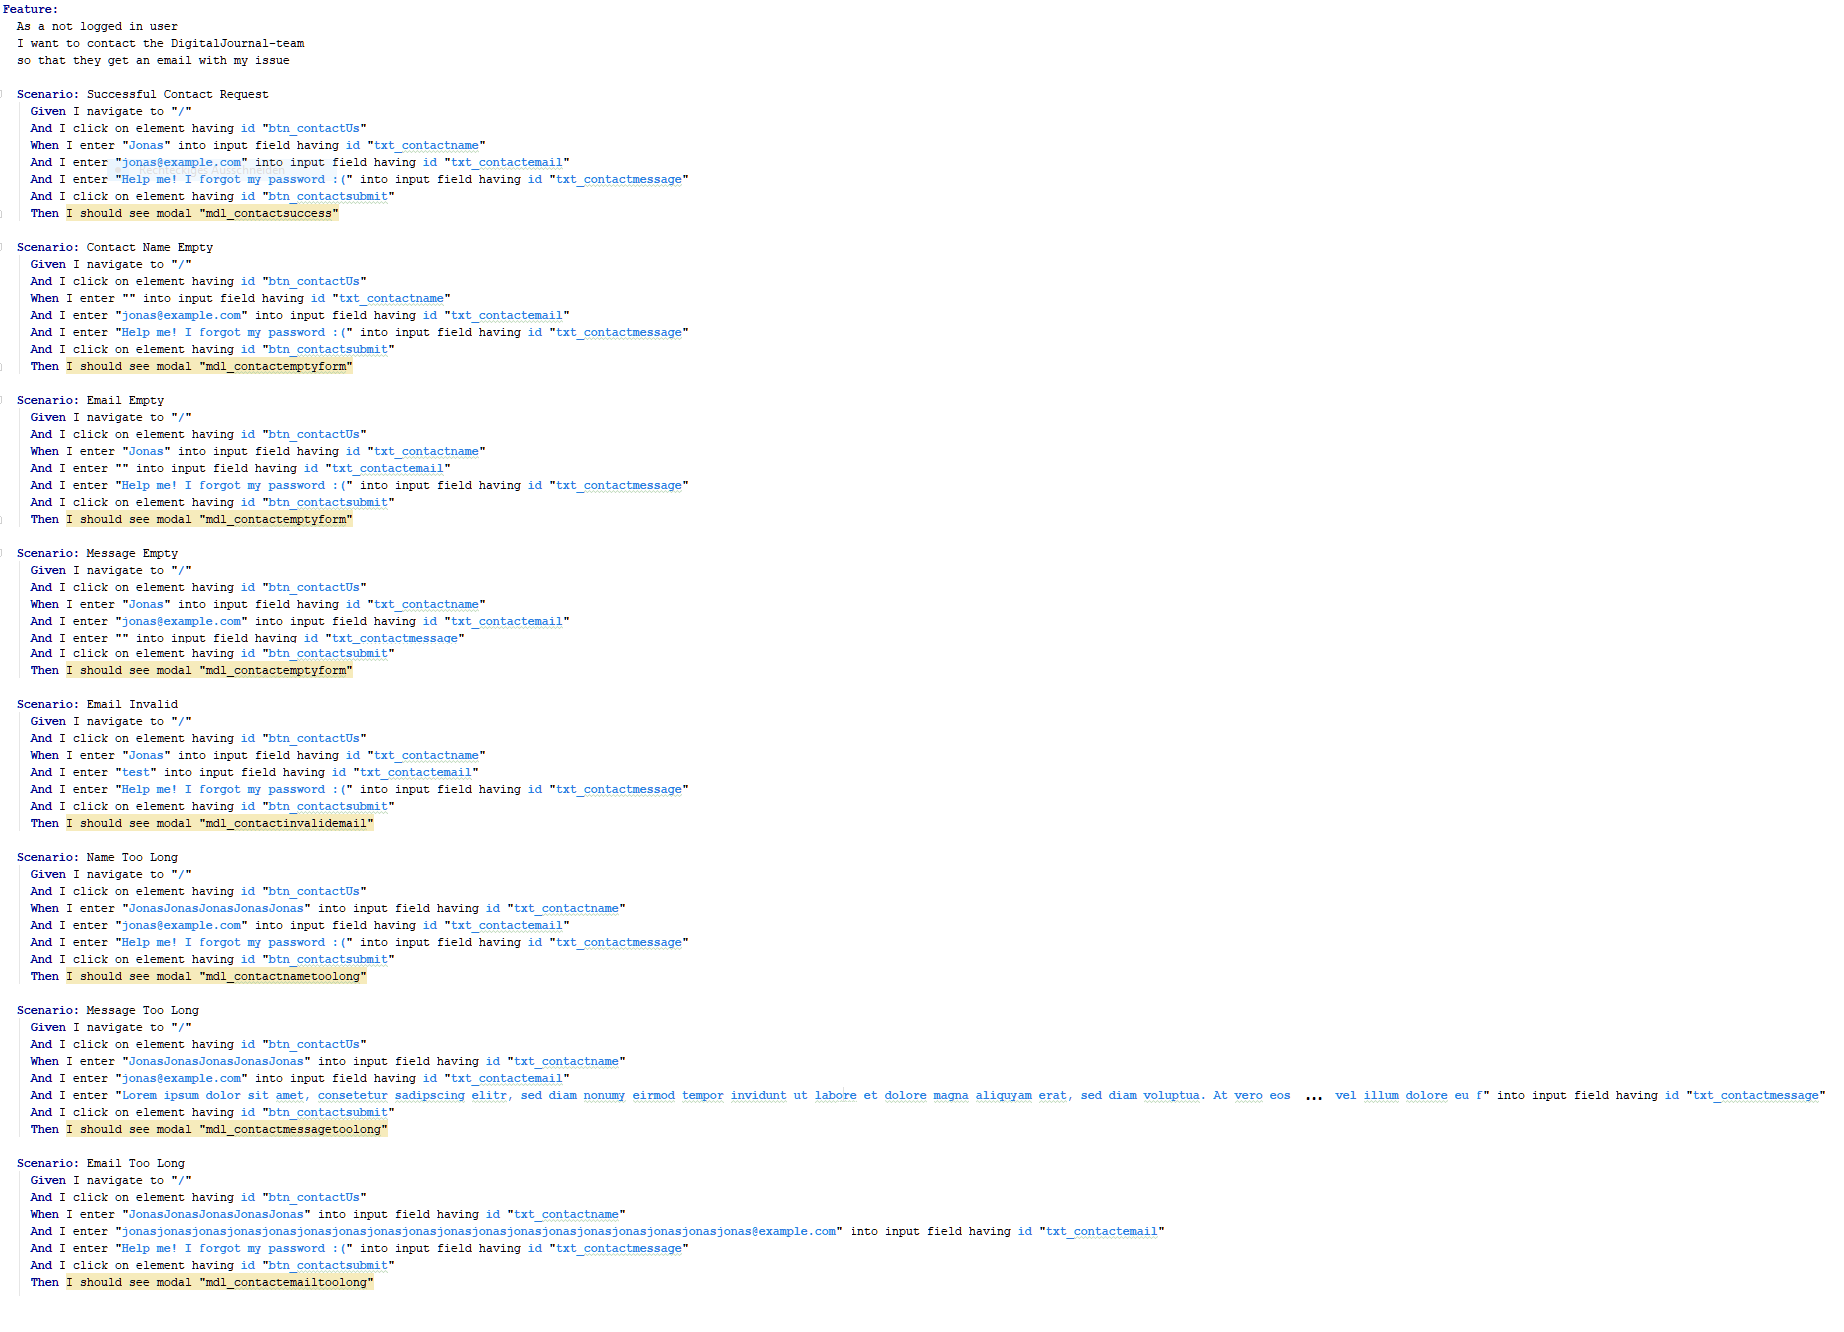 Feature:
As a not logged in user
I want to contact the DigitalJournal-team
so that they get an email with my issue
Scenario: Successful Contact Request
Given I navigate to "/"
And I click on element having id "btn_contactUs"
When I enter "Jonas" into input field having id "txt_contactname"
And I enter "jonas@example.com" into input field having id "txt_contactemail"
Rechteckiges Ausschneiden
And I enter "Help me! I forgot my password :(" into input field having id "txt_contactmessage"
And I click on element having id "btn_contactsubmit"
Then I should see modal "mdl_contactsuccess"
Scenario: Contact Name Empty
Given I navigate to "/"
And I click on element having id "btn_contactUs"
When I enter "" into input field having id "txt_contactname"
And I enter "jonas@example.com" into input field having id "txt_contactemail"
And I enter "Help me! I forgot my password :(" into input field having id "txt_contactmessage"
And I click on element having id "btn_contactsubmit"
Then I should see modal "mdl_contactemptyform"
Scenario: Email Empty
Given I navigate to "/"
And I click on element having id "btn_contactUs"
When I enter "Jonas" into input field having id "txt_contactname"
And I enter "" into input field having id "txt_contactemail"
And I enter "Help me! I forgot my password :(" into input field having id "txt_contactmessage"
And I click on element having id "btn_contactsubmit"
Then I should see modal "mdl_contactemptyform"
Scenario: Message Empty
Given I navigate to "/"
And I click on element having id "btn_contactUs"
When I enter "Jonas" into input field having id "txt_contactname"
And I enter "jonas@example.com" into input field having id "txt_contactemail"
And I enter "" into input field having id "txt_contactmessage"
And I click on element having id "btn_contactsubmit"
Then I should see modal "mdl_contactemptyform"
Scenario: Email Invalid
Given I navigate to "/"
And I click on element having id "btn_contactUs"
When I enter "Jonas" into input field having id "txt_contactname"
And I enter "test" into input field having id "txt_contactemail"
And I enter "Help me! I forgot my password :(" into input field having id "txt_contactmessage"
And I click on element having id "btn_contactsubmit"
Then I should see modal "mdl_contactinvalidemail"
Scenario: Name Too Long
Given I navigate to "/"
And I click on element having id "btn_contactUs"
When I enter "JonasJonasJonasJonasJonas" into input field having id "txt_contactname"
And I enter "jonas@example.com" into input field having id "txt_contactemail"
And I enter "Help me! I forgot my password :(" into input field having id "txt_contactmessage"
And I click on element having id "btn_contactsubmit"
Then I should see modal "mdl_contactnametoolong"
Scenario: Message Too Long
Given I navigate to "/"
And I click on element having id "btn_contactUs"
When I enter "JonasJonasJonasJonasJonas" into input field having id "txt_contactname"
And I enter "jonas@example.com" into input field having id "txt_contactemail"
And I enter "Lorem ipsum dolor sit amet, consetetur sadipscing elitr, sed diam nonumy eirmod tempor invidunt ut labore et dolore magna aliquyam erat, sed diam voluptua. At vero eos ... vel illum dolore eu f" into input field having id "txt_contactmessage"
And I click on element having id "btn_contactsubmit"
Then I should see modal "mdl_contactmessagetoolong"
Scenario: Email Too Long
Given I navigate to "/"
And I click on element having id "btn_contactUs"
When I enter "JonasJonasJonasJonasJonas" into input field having id "txt_contactname"
And I enter "jonasjonasjonasjonasjonasjonasjonasjonasjonasjonasjonasjonasjonasjonasjonasjonasjonasjonas@example.com" into input field having id "txt_contactemail"
And I enter "Help me! I forgot my password :(" into input field having id "txt_contactmessage"
And I click on element having id "btn_contactsubmit"
Then I should see modal "mdl_contactemailtoolong"